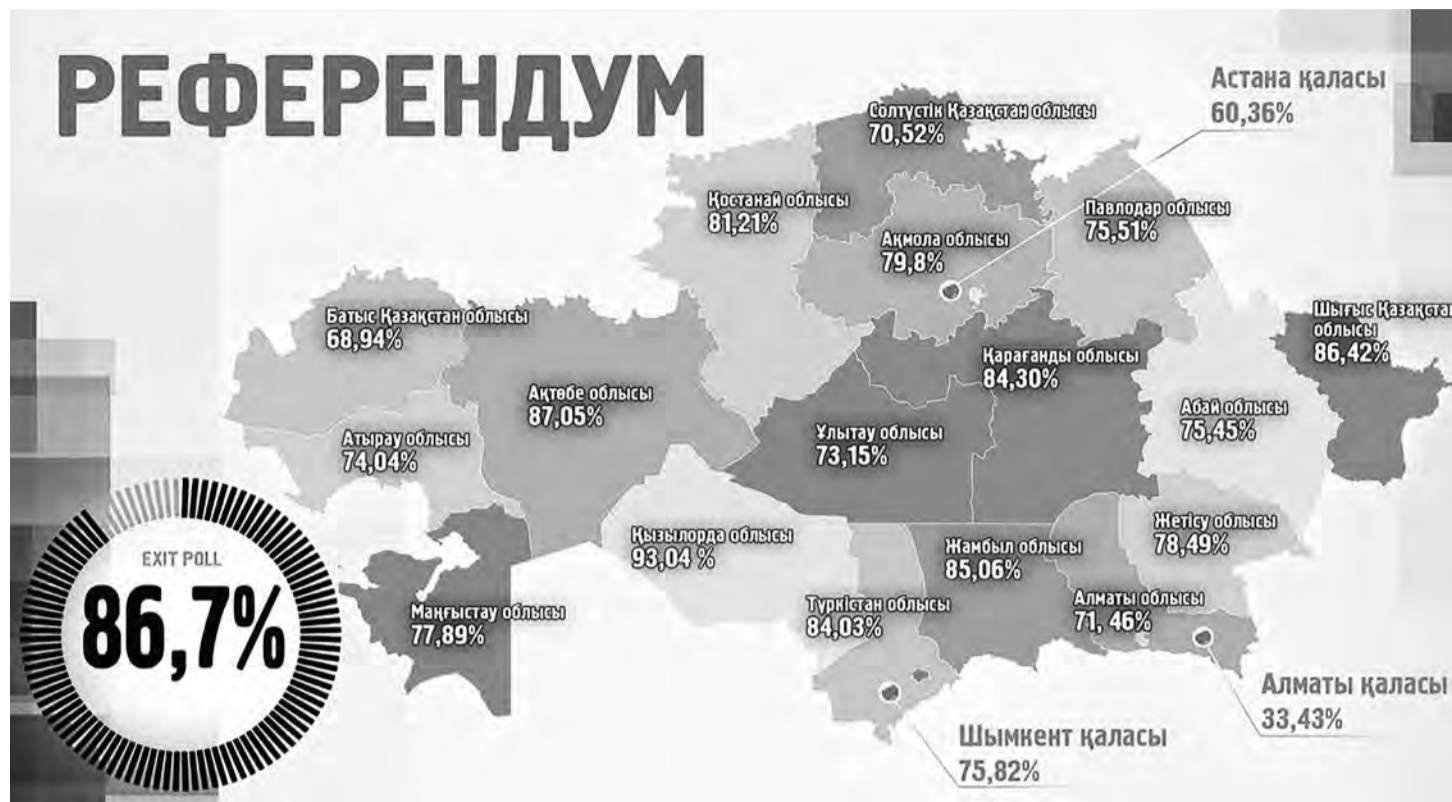 РЕФЕРЕНДУМ
Астана қаласы
60,36%
Солтүстік Қазақстан облысы
70,52%
Қостанай облысы
81,21%
Павлодар облысы
75,51%
Ақмола облысы
79,8%
Батыс Қазақстан облысы
68,94%
Шығыс Қазақстан
облысы
86,42%
Қарағанды облысы
84,30%
Ақтөбе облысы
87,05%
Абай облысы
75,45%
Атырау облысы
74,04%
Ұлытау облысы
73,15%
Жетісу облысы
78,49%
Қызылорда облысы
93,04 %
Жамбыл облысы
85,06%
EXIT POLL
86,7%
Маңғыстау облысы
77,89%
Түркістан облысы
84,03%
Алматы облысы
71, 46%
Алматы қаласы
33,43%
Шымкент қаласы
75,82%